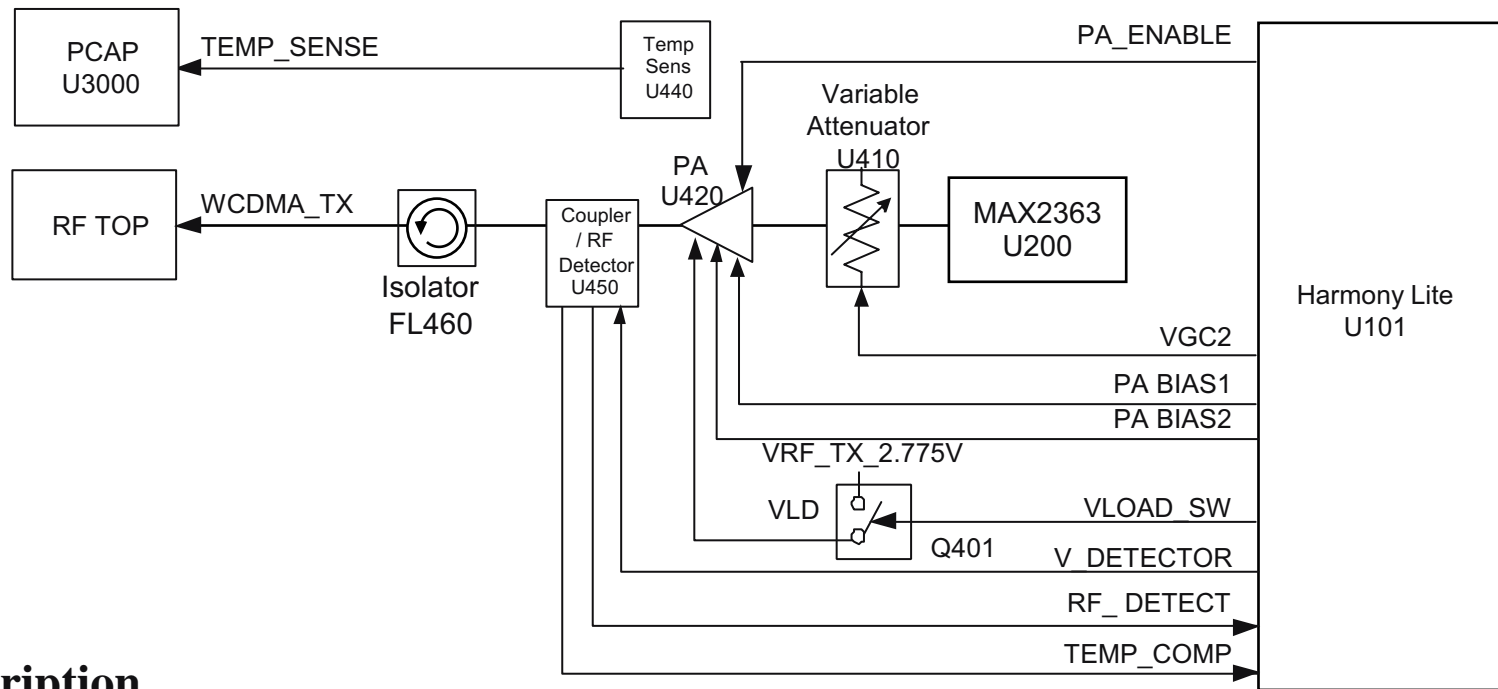 PCAP
U3000
TEMP_SENSE
Temp
Sens
U440
PA_ENABLE
Variable
Attenuator
U410
PA
U420
RF TOP
WCDMA_TX
Isolator
FL460
Coupler
/ RF
Detector
U450
MAX2363
U200
Harmony Lite
U101
VGC2
PA BIAS1
PA BIAS2
VRF_TX_2.775V
VLD
VLOAD_SW
Q401
V_DETECTOR
RF_ DETECT
TEMP_COMP
ription